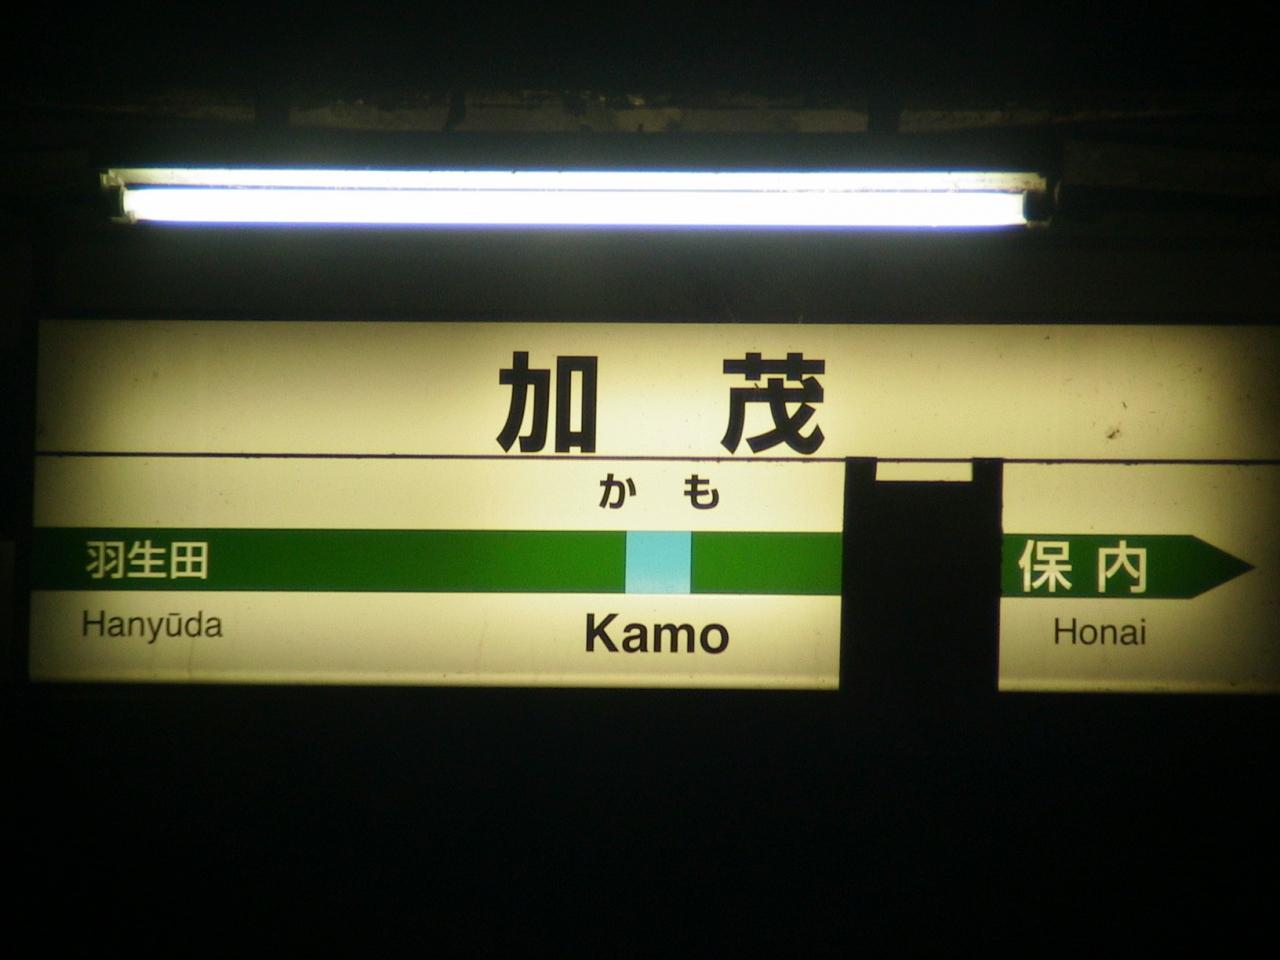 加 茂
か も
羽生田 保 内
Hanyūda Kamo Honai